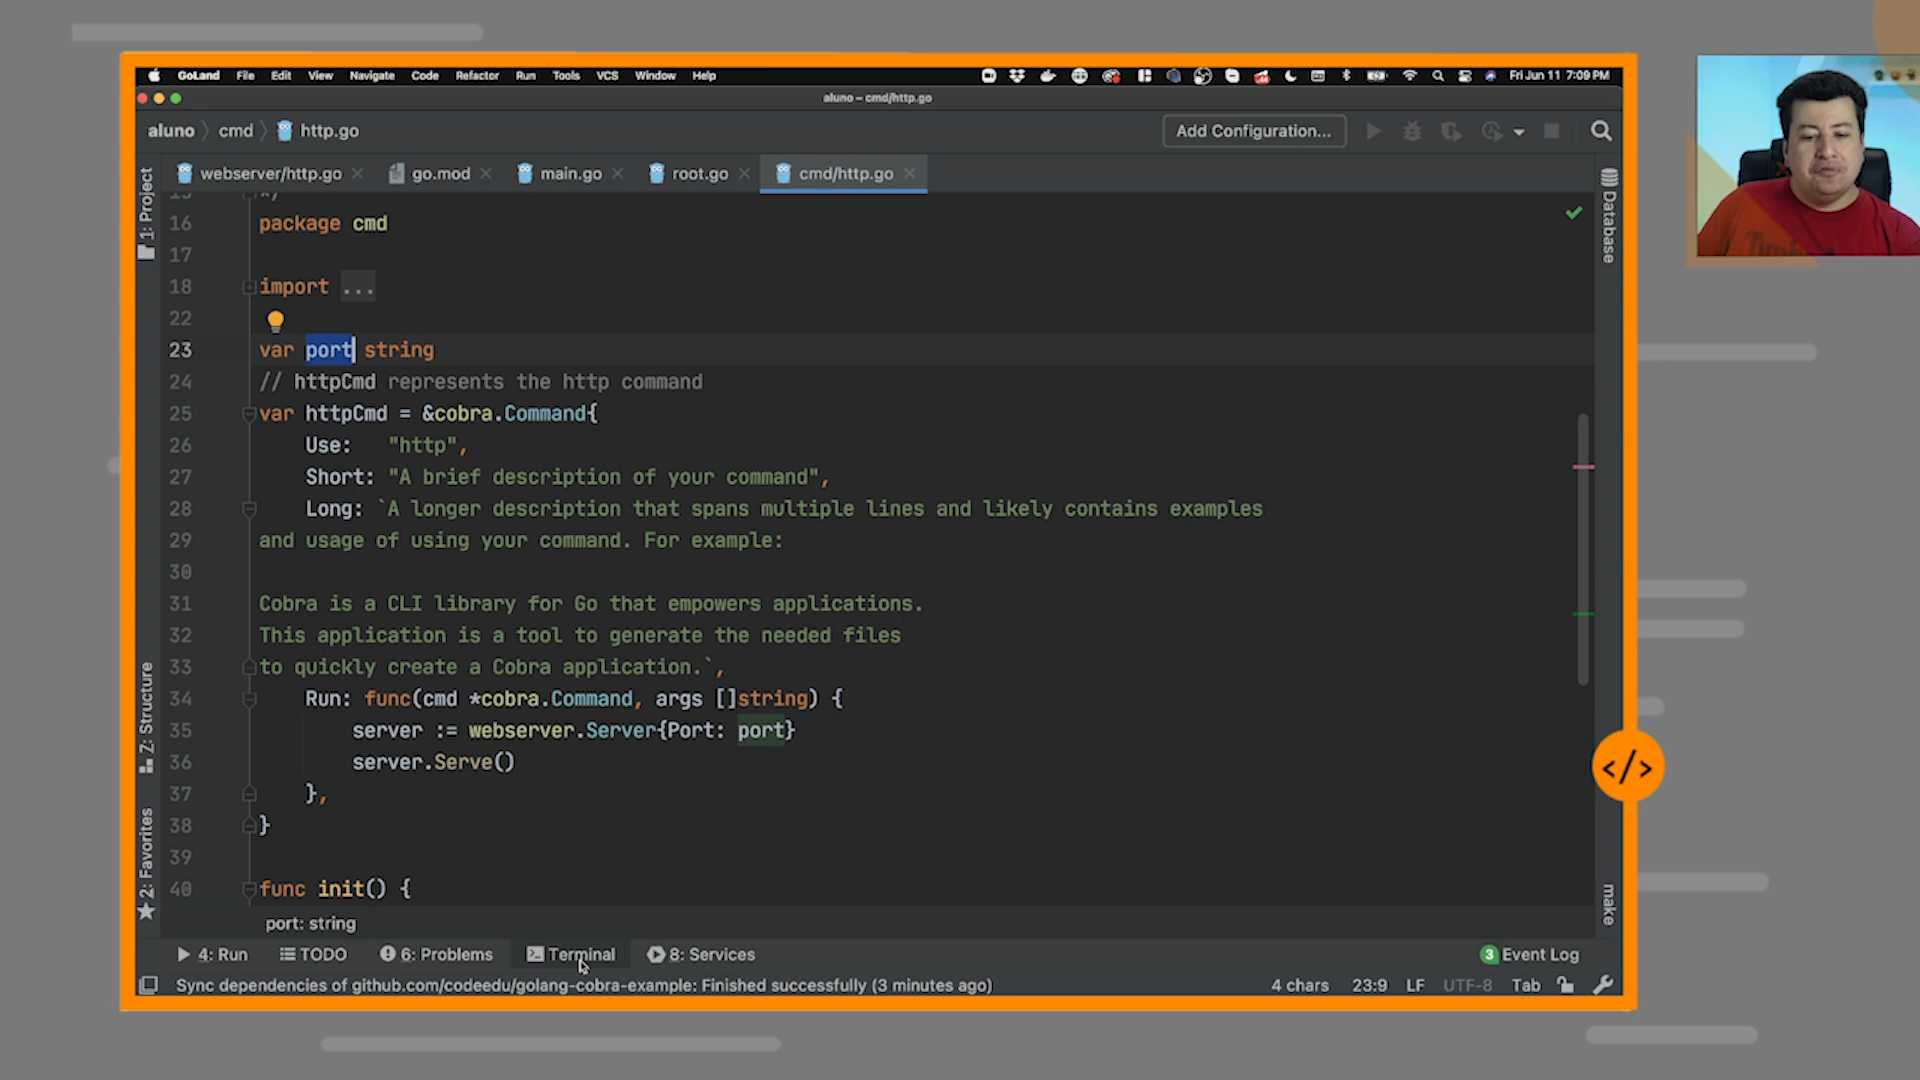 GoLand File Edit View Navigate Code Refactor Run Tools VCS Window Help Fri Jun 11 7:09 PM
aluno – cmd/http.go
aluno cmd http.go Add Configuration...
webserver/http.go go.mod main.go root.go cmd/http.go
1: Project
Database
15 */
16 package cmd
17
18 import ...
22
23 var port string
24 // httpCmd represents the http command
25 var httpCmd = &cobra.Command{
26 Use: "http",
27 Short: "A brief description of your command",
28 Long: `A longer description that spans multiple lines and likely contains examples
29 and usage of using your command. For example:
30
31 Cobra is a CLI library for Go that empowers applications.
32 This application is a tool to generate the needed files
33 to quickly create a Cobra application.`,
34 Run: func(cmd *cobra.Command, args []string) {
35 server := webserver.Server{Port: port}
36 server.Serve()
37 },
38 }
39
40 func init() {
Z: Structure
2: Favorites
make
</>
port: string
4: Run TODO 6: Problems Terminal 8: Services 3 Event Log
Sync dependencies of github.com/codeedu/golang-cobra-example: Finished successfully (3 minutes ago) 4 chars 23:9 LF UTF-8 Tab